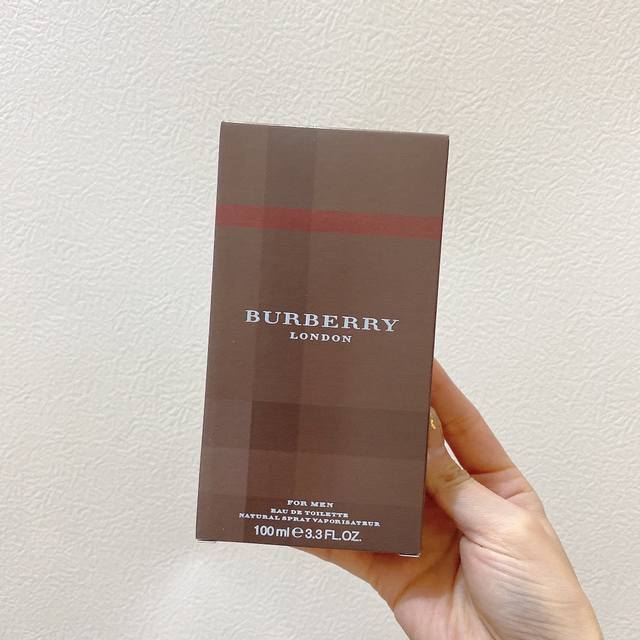 BURBERRY
LONDON
FOR MEN
EAU DE TOILETTE
NATURAL SPRAY VAPORISATEUR
100 ml ℮ 3.3 FL.OZ.